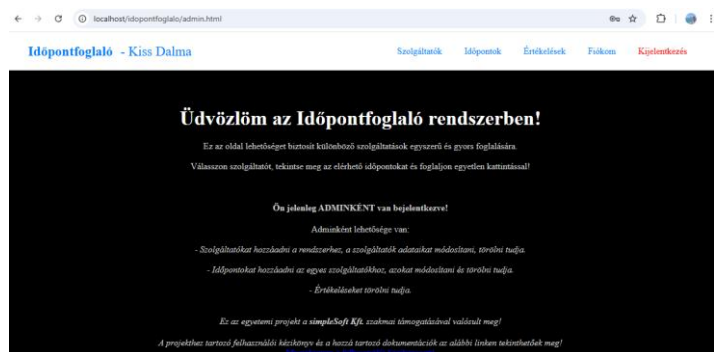 localhost/idopontfoglalo/admin.html
Időpontfoglaló - Kiss Dalma
Szolgáltatók Időpontok Értékelések Fiókom Kijelentkezés
Üdvözlöm az Időpontfoglaló rendszerben!
Ez az oldal lehetőséget biztosít különböző szolgáltatások egyszerű és gyors foglalására.
Válasszon szolgáltatót, tekintse meg az elérhető időpontokat és foglaljon egyetlen kattintással!
Ön jelenleg ADMINKÉNT van bejelentkezve!
Adminként lehetősége van:
- Szolgáltatókat hozzáadni a rendszerhez, a szolgáltatók adataikat módosítani, törölni tudja.
- Időpontokat hozzáadni az egyes szolgáltatókhoz, azokat módosítani és törölni tudja.
- Értékeléseket törölni tudja.
Ez az egyetemi projekt a simpleSoft Kft. szakmai támogatásával valósult meg!
A projekthez tartozó felhasználói kézikönyv és a hozzá tartozó dokumentációk az alábbi linken tekinthetőek meg!